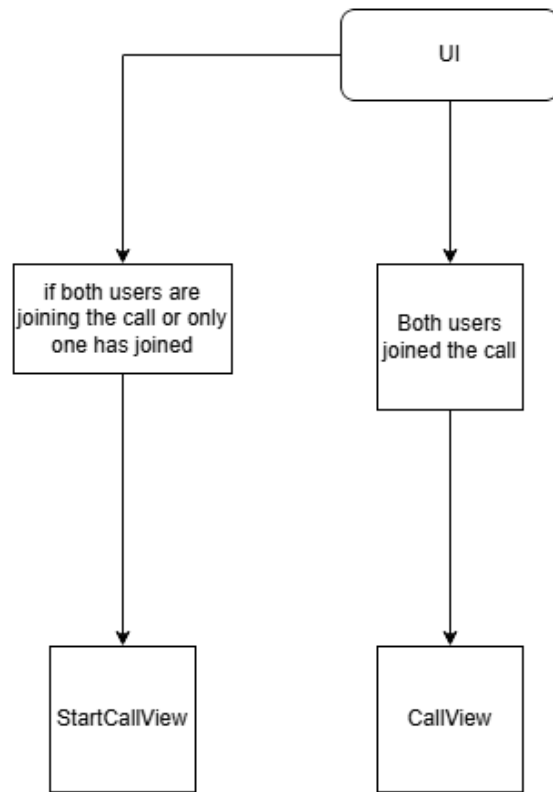 UI
if both users are
joining the call or only
one has joined
Both users
joined the call
StartCallView
CallView